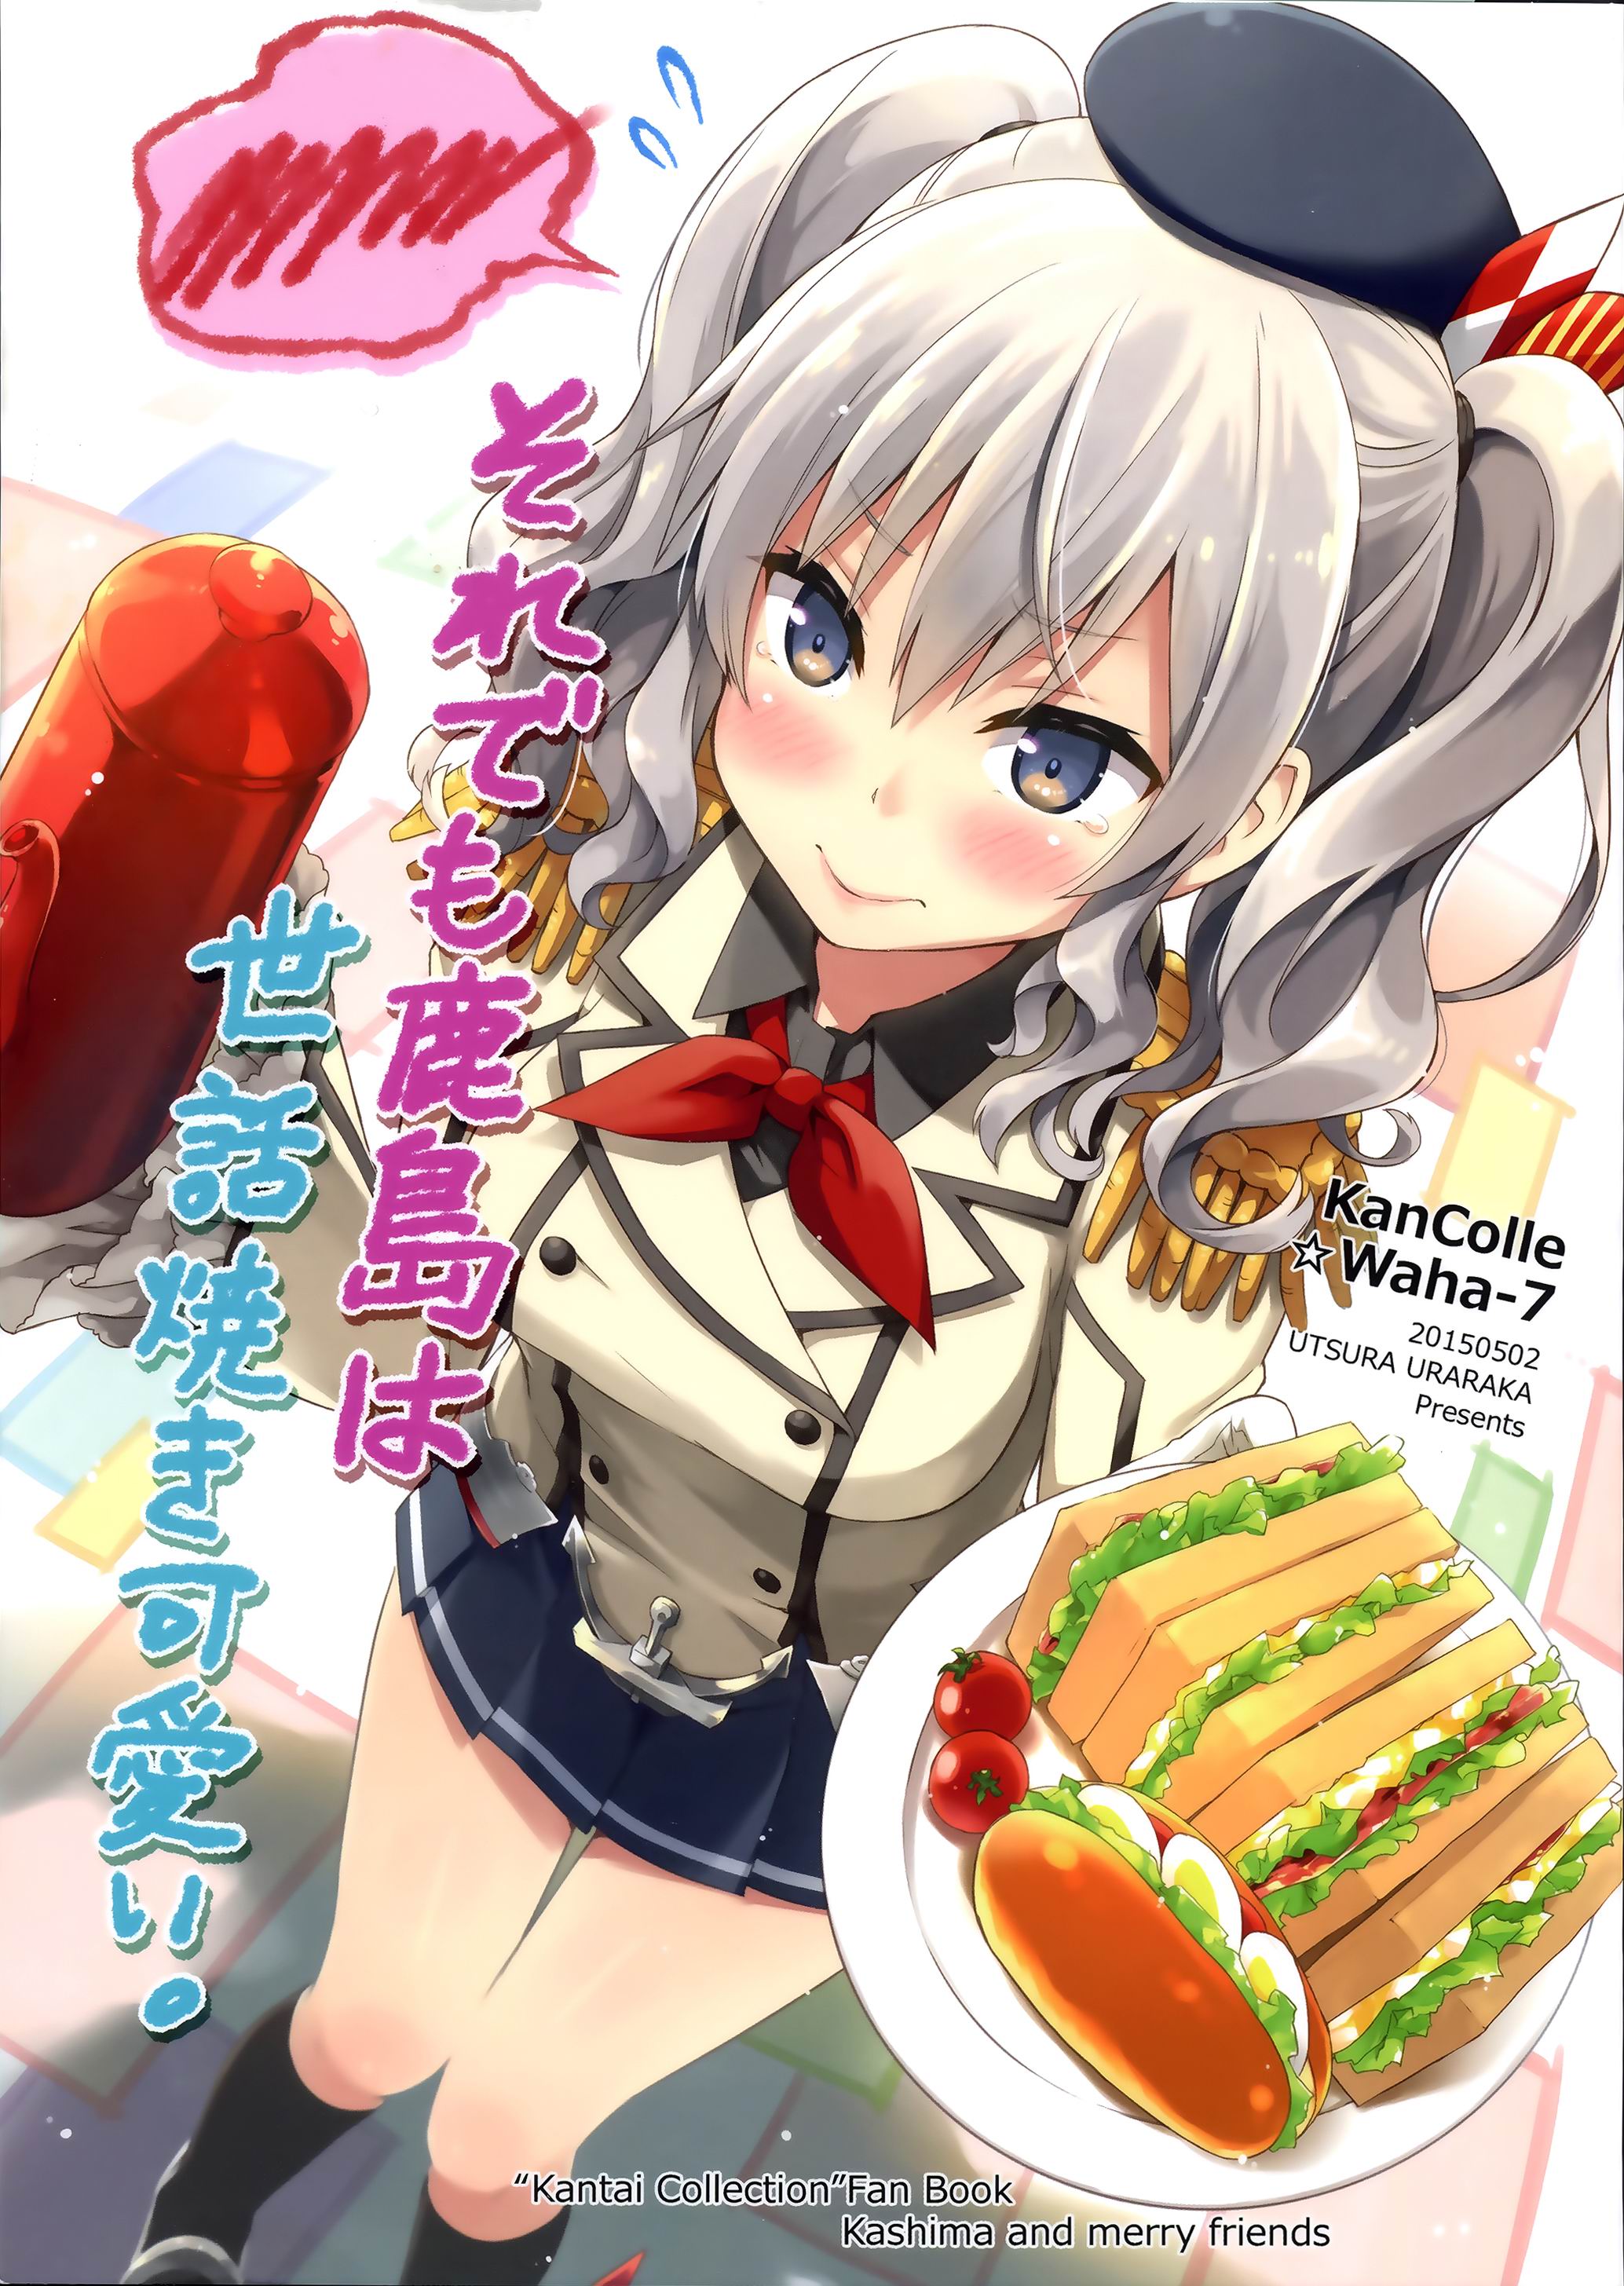 それでも鹿島は
世話焼き可愛い。
KanColle
☆Waha-7
20150502
UTSURA URARAKA
Presents
“Kantai Collection”Fan Book
Kashima and merry friends